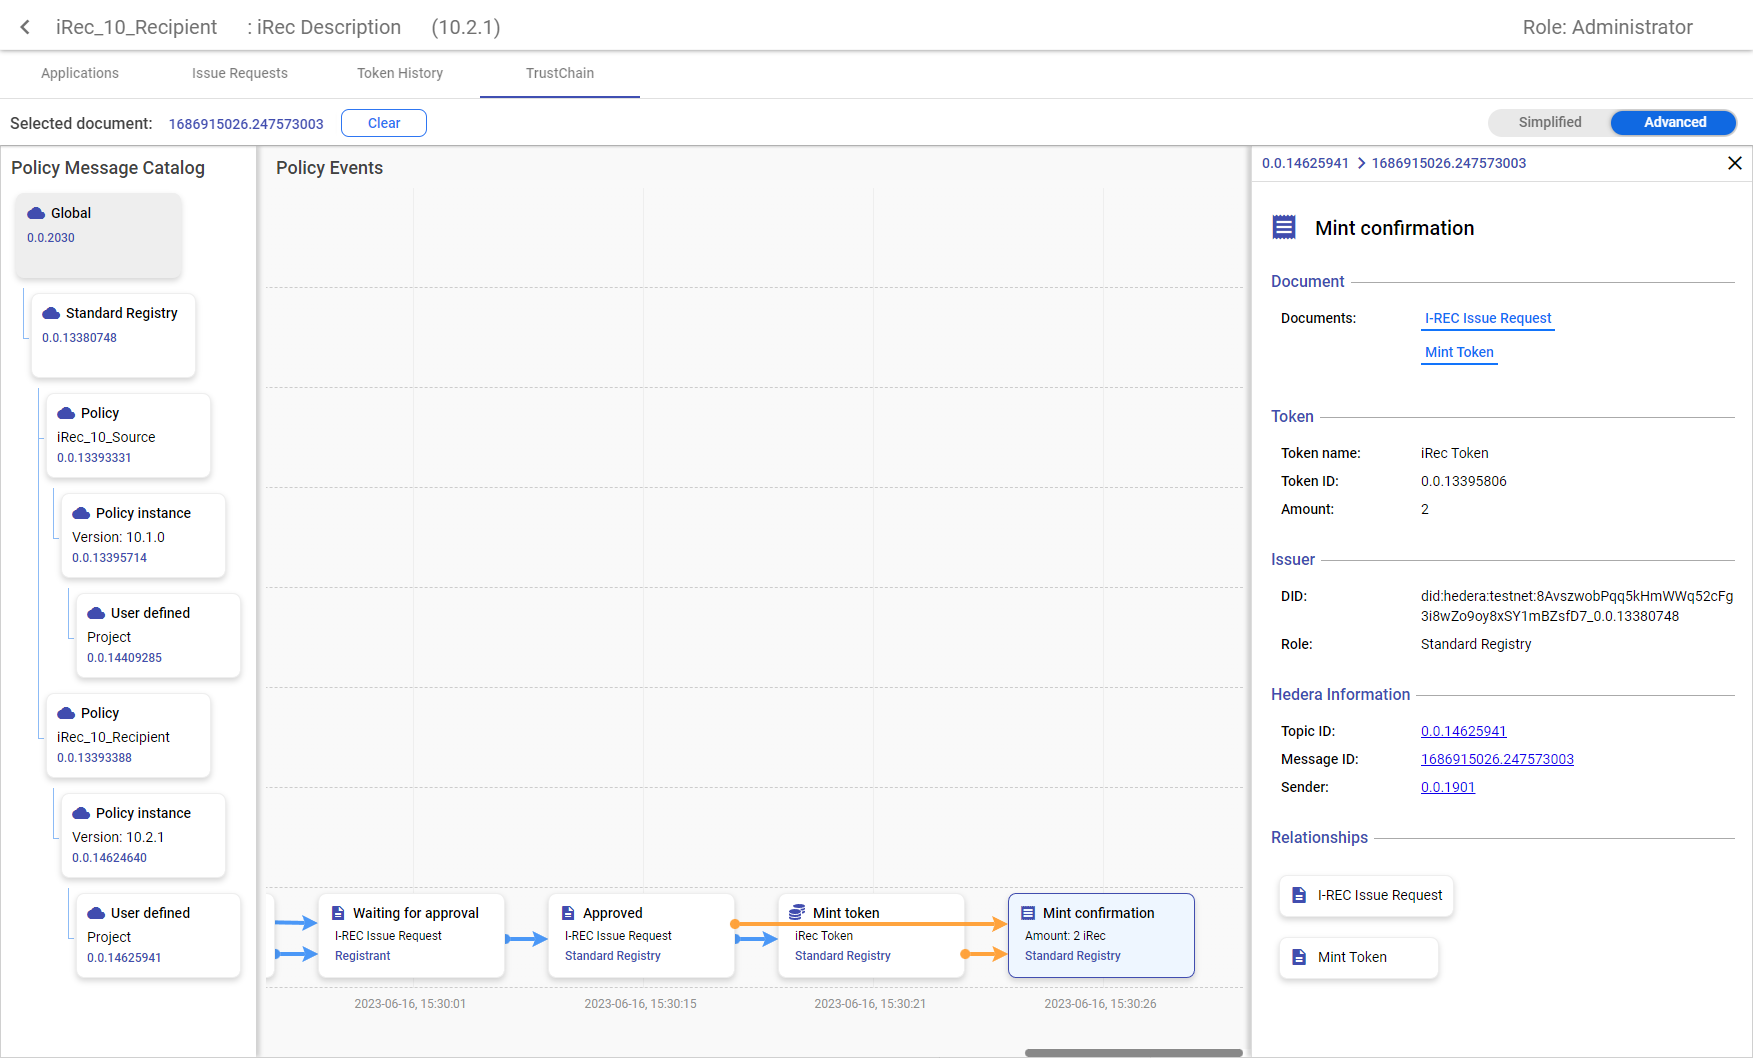 iRec_10_Recipient : iRec Description (10.2.1) Role: Administrator
Applications Issue Requests Token History TrustChain
Selected document: 1686915026.247573003 Clear Simplified Advanced
Policy Message Catalog
Global
0.0.2030
Standard Registry
0.0.13380748
Policy
iRec_10_Source
0.0.13393331
Policy instance
Version: 10.1.0
0.0.13395714
User defined
Project
0.0.14409285
Policy
iRec_10_Recipient
0.0.13393388
Policy instance
Version: 10.2.1
0.0.14624640
User defined
Project
0.0.14625941
Policy Events
Waiting for approval
I-REC Issue Request
Registrant
Approved
I-REC Issue Request
Standard Registry
Mint token
iRec Token
Standard Registry
Mint confirmation
Amount: 2 iRec
Standard Registry
2023-06-16, 15:30:01 2023-06-16, 15:30:15 2023-06-16, 15:30:21 2023-06-16, 15:30:26
0.0.14625941 1686915026.247573003
Mint confirmation
Document
Documents: I-REC Issue Request
Mint Token
Token
Token name: iRec Token
Token ID: 0.0.13395806
Amount: 2
Issuer
DID: did:hedera:testnet:8AvszwobPqq5kHmWWq52cFg
3i8wZo9oy8xSY1mBZsfD7_0.0.13380748
Role: Standard Registry
Hedera Information
Topic ID: 0.0.14625941
Message ID: 1686915026.247573003
Sender: 0.0.1901
Relationships
I-REC Issue Request
Mint Token